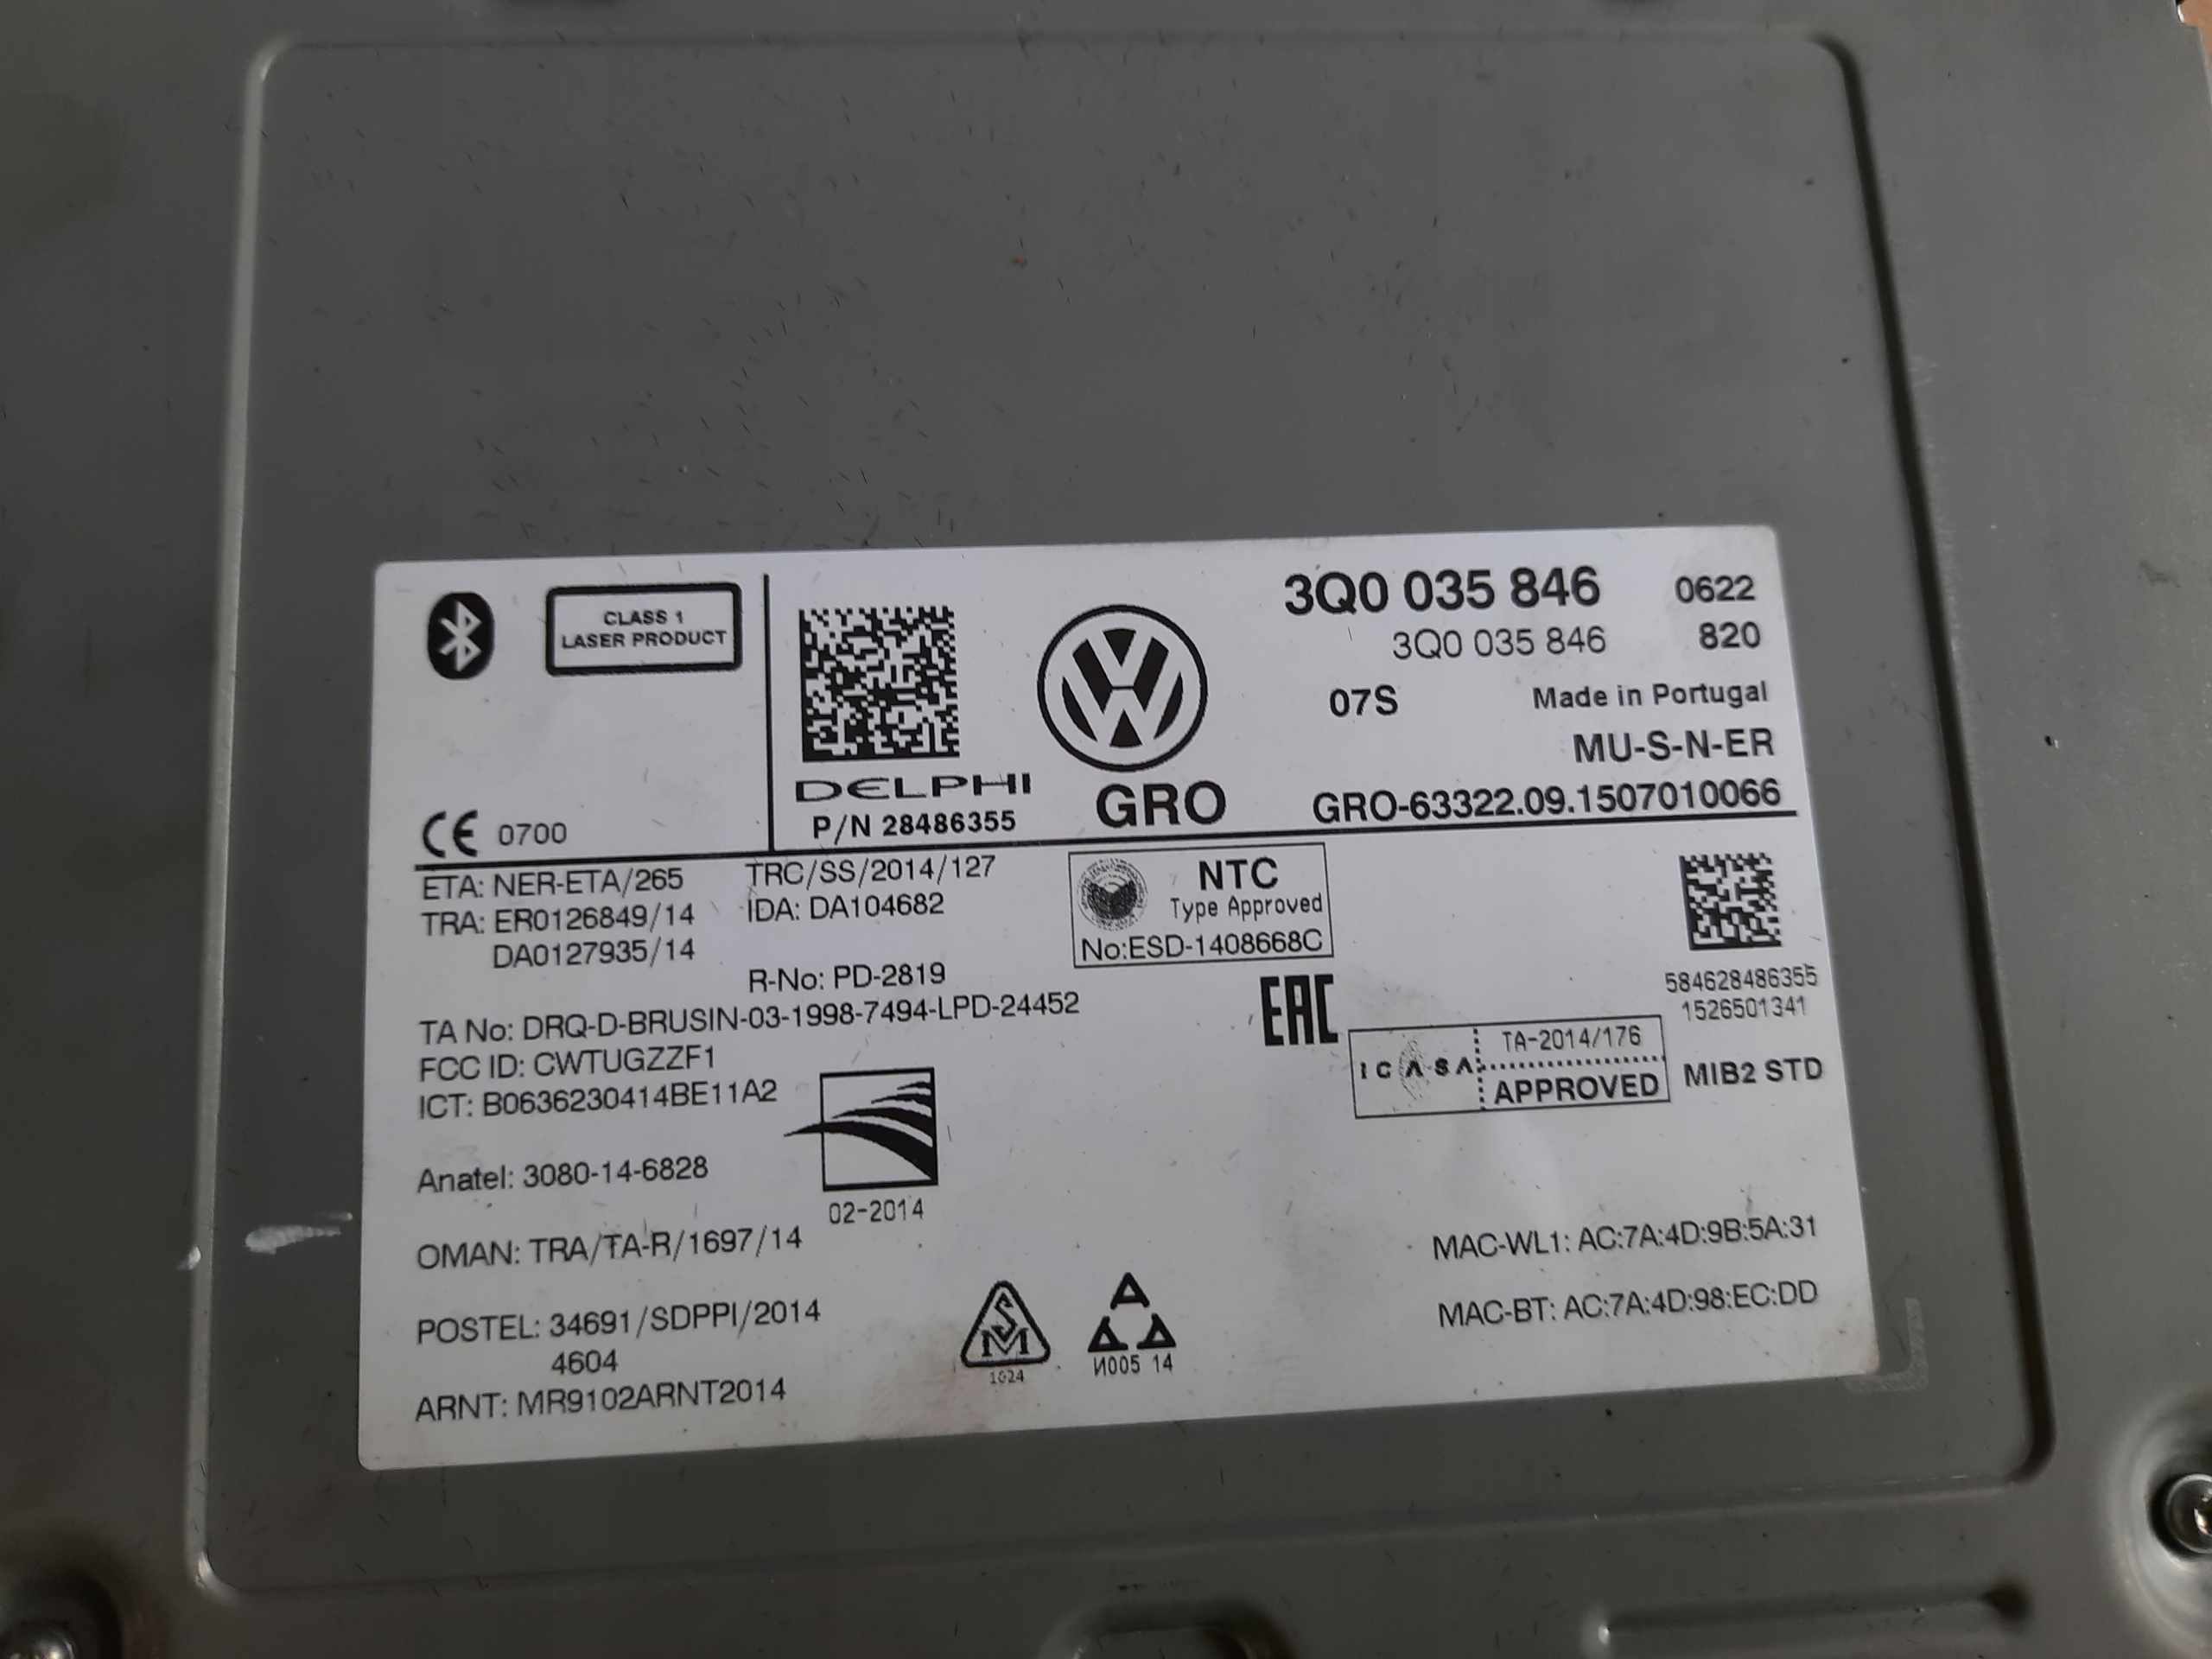 CLASS 1
LASER PRODUCT
CE 0700
DELPHI
P/N 28486355
VW
GRO
3Q0 035 846 0622
3Q0 035 846 820
07S Made in Portugal
MU-S-N-ER
GRO-63322.09.1507010066
ETA: NER-ETA/265
TRA: ER0126849/14
DA0127935/14
TRC/SS/2014/127
IDA: DA104682
R-No: PD-2819
NTC
Type Approved
No:ESD-1408668C
584628486355
1526501341
TA No: DRQ-D-BRUSIN-03-1998-7494-LPD-24452
FCC ID: CWTUGZZF1
ICT: B0636230414BE11A2
EAC
ICASA
TA-2014/176
APPROVED
MIB2 STD
Anatel: 3080-14-6828
02-2014
OMAN: TRA/TA-R/1697/14
MAC-WL1: AC:7A:4D:9B:5A:31
MAC-BT: AC:7A:4D:98:EC:DD
POSTEL: 34691/SDPPI/2014
4604
ARNT: MR9102ARNT2014
SM
1024
A
И005 14